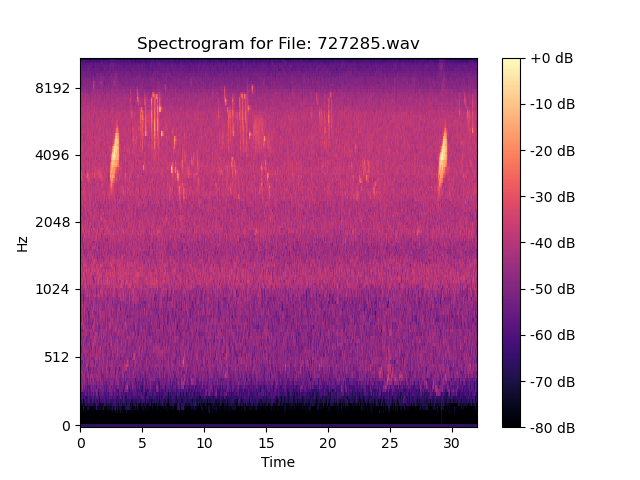 Spectrogram for File: 727285.wav
8192
4096
2048
1024
512
0
Hz
0 5 10 15 20 25 30
Time
+0 dB
-10 dB
-20 dB
-30 dB
-40 dB
-50 dB
-60 dB
-70 dB
-80 dB